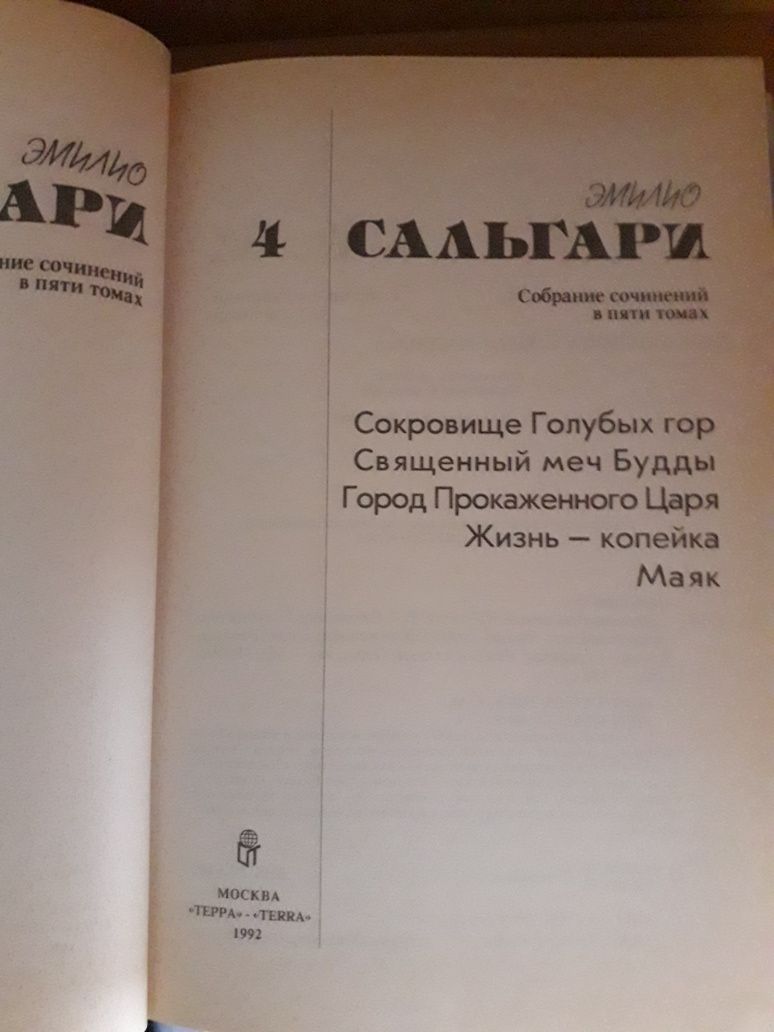 ЭМИЛИО
АРИ
ние сочинений
в пяти томах
4
ЭМИЛИО
САЛЬГАРИ
Собрание сочинений
в пяти томах
Сокровище Голубых гор
Священный меч Будды
Город Прокаженного Царя
Жизнь – копейка
Маяк
МОСКВА
«ТЕРРА» - «TERRA»
1992